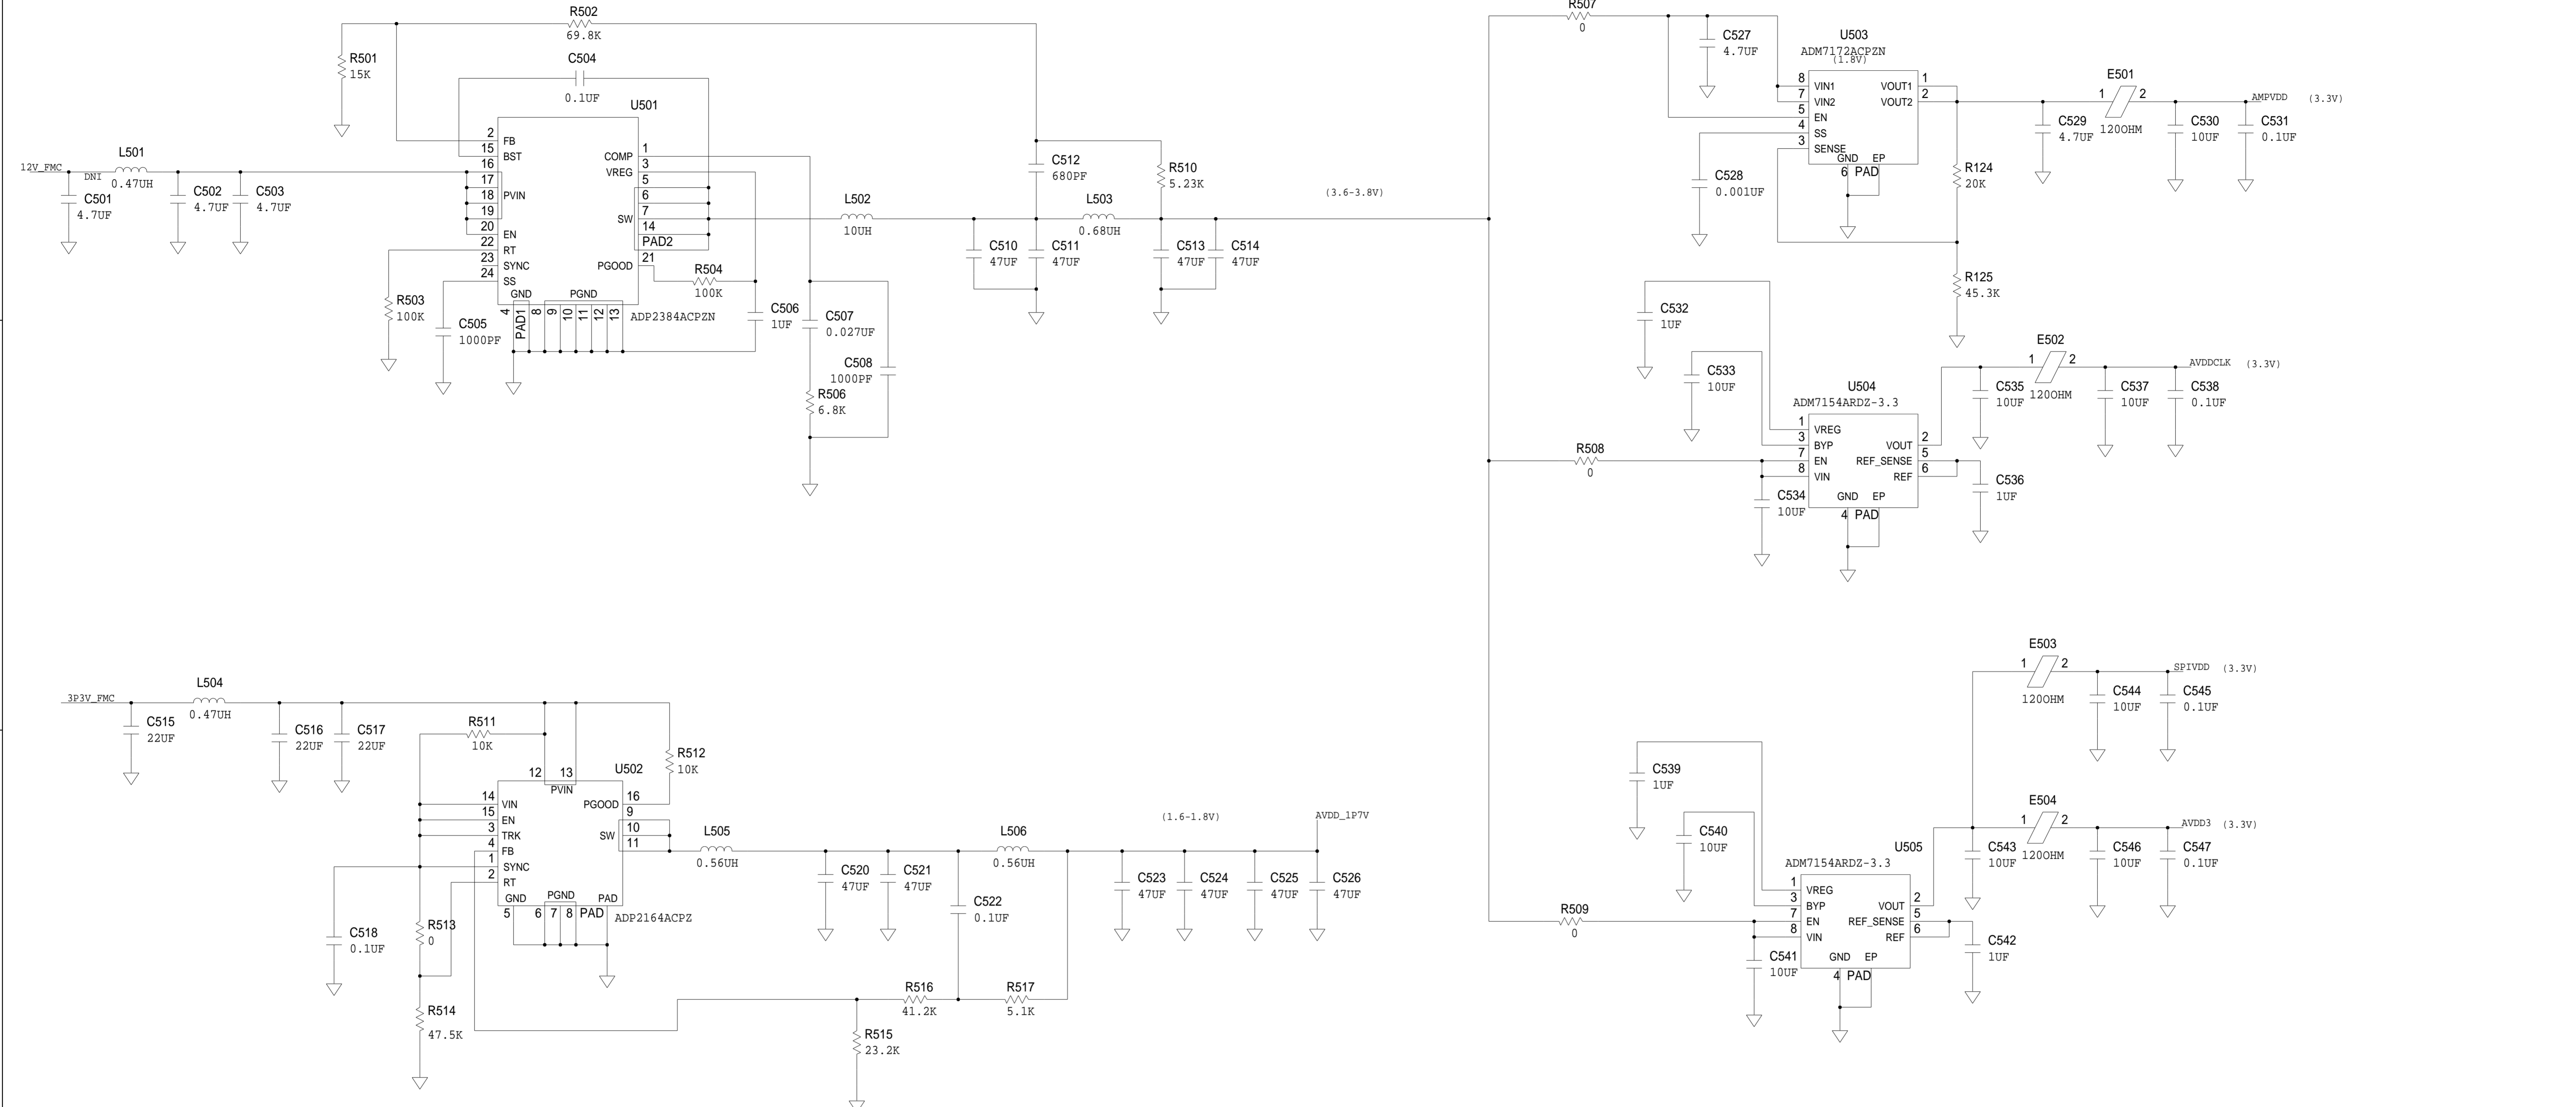 R502
69.8K
R501
15K
C504
0.1UF
U501
2
FB
15
BST
16
17
18
PVIN
19
20
EN
22
RT
23
SYNC
24
SS
COMP
1
VREG
3
5
6
SW
7
14
PAD2
PGOOD
21
GND
PGND
4
PAD1
8
9
10
11
12
13
ADP2384ACPZN
12V_FMC
DNI
L501
0.47UH
C501
4.7UF
C502
4.7UF
C503
4.7UF
R503
100K
C505
1000PF
R504
100K
C506
1UF
C507
0.027UF
C508
1000PF
R506
6.8K
L502
10UH
C510
47UF
C511
47UF
C512
680PF
L503
0.68UH
R510
5.23K
C513
47UF
C514
47UF
(3.6-3.8V)
R507
0
C527
4.7UF
U503
ADM7172ACPZN
(1.8V)
8
VIN1
7
VIN2
5
EN
4
SS
3
SENSE
VOUT1
1
VOUT2
2
GND
EP
6
PAD
C528
0.001UF
R124
20K
R125
45.3K
C529
4.7UF
E501
1
2
120OHM
C530
10UF
C531
0.1UF
AMPVDD
(3.3V)
C532
1UF
C533
10UF
R508
0
C534
10UF
U504
ADM7154ARDZ-3.3
1
VREG
3
BYP
7
EN
8
VIN
VOUT
2
REF_SENSE
5
REF
6
GND
EP
4
PAD
C535
10UF
C536
1UF
E502
1
2
120OHM
C537
10UF
C538
0.1UF
AVDDCLK
(3.3V)
3P3V_FMC
L504
0.47UH
C515
22UF
C516
22UF
C517
22UF
R511
10K
R512
10K
U502
12
13
PVIN
14
VIN
15
EN
3
TRK
4
FB
1
SYNC
2
RT
PGOOD
16
9
SW
10
11
GND
PGND
PAD
5
6
7
8
PAD
ADP2164ACPZ
C518
0.1UF
R513
0
R514
47.5K
L505
0.56UH
C520
47UF
C521
47UF
C522
0.1UF
L506
0.56UH
R516
41.2K
R517
5.1K
R515
23.2K
C523
47UF
C524
47UF
C525
47UF
C526
47UF
(1.6-1.8V)
AVDD_1P7V
C539
1UF
C540
10UF
R509
0
C541
10UF
U505
ADM7154ARDZ-3.3
1
VREG
3
BYP
7
EN
8
VIN
VOUT
2
REF_SENSE
5
REF
6
GND
EP
4
PAD
C542
1UF
C543
10UF
E503
1
2
120OHM
C544
10UF
C545
0.1UF
SPIVDD
(3.3V)
E504
1
2
120OHM
C546
10UF
C547
0.1UF
AVDD3
(3.3V)